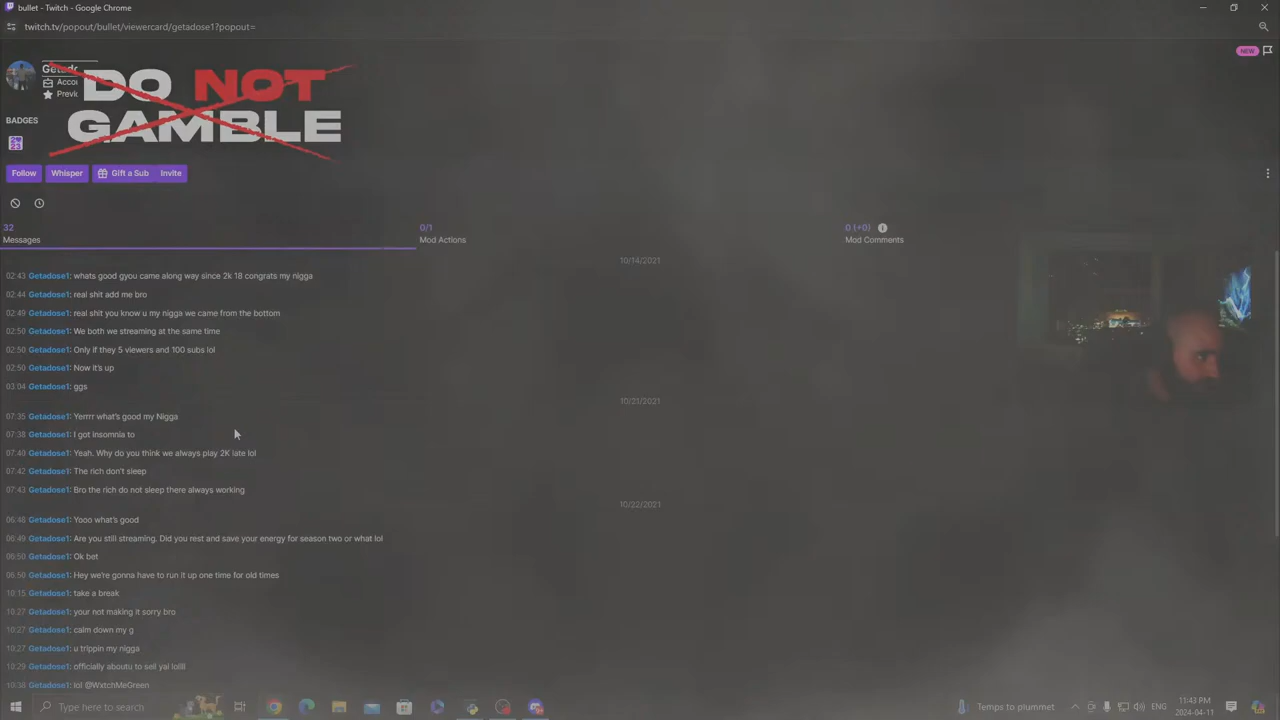 bullet - Twitch - Google Chrome
twitch.tv/popout/bullet/viewercard/getadose1?popout=
NEW
DO NOT
GAMBLE
BADGES
Follow
Whisper
Gift a Sub
Invite
32
Messages
0/1
Mod Actions
0 (+0)
Mod Comments
10/14/2021
02:43 Getadose1: whats good gyou came along way since 2k 18 congrats my nigga
02:44 Getadose1: real shit add me bro
02:49 Getadose1: real shit you know u my nigga we came from the bottom
02:50 Getadose1: We both we streaming at the same time
02:50 Getadose1: Only if they 5 viewers and 100 subs lol
02:50 Getadose1: Now it's up
03:04 Getadose1: ggs
10/21/2021
07:35 Getadose1: Yerrrr what's good my Nigga
07:38 Getadose1: I got insomnia to
07:40 Getadose1: Yeah. Why do you think we always play 2K late lol
07:42 Getadose1: The rich don't sleep
07:43 Getadose1: Bro the rich do not sleep there always working
10/22/2021
06:48 Getadose1: Yooo what's good
06:49 Getadose1: Are you still streaming. Did you rest and save your energy for season two or what lol
06:50 Getadose1: Ok bet
06:50 Getadose1: Hey we're gonna have to run it up one time for old times
10:15 Getadose1: take a break
10:27 Getadose1: your not making it sorry bro
10:27 Getadose1: calm down my g
10:27 Getadose1: u trippin my nigga
10:29 Getadose1: officially aboutu to sell yal lollll
10:38 Getadose1: lol @WxtchMeGreen
Type here to search
Temps to plummet
ENG
11:43 PM
2024-04-11